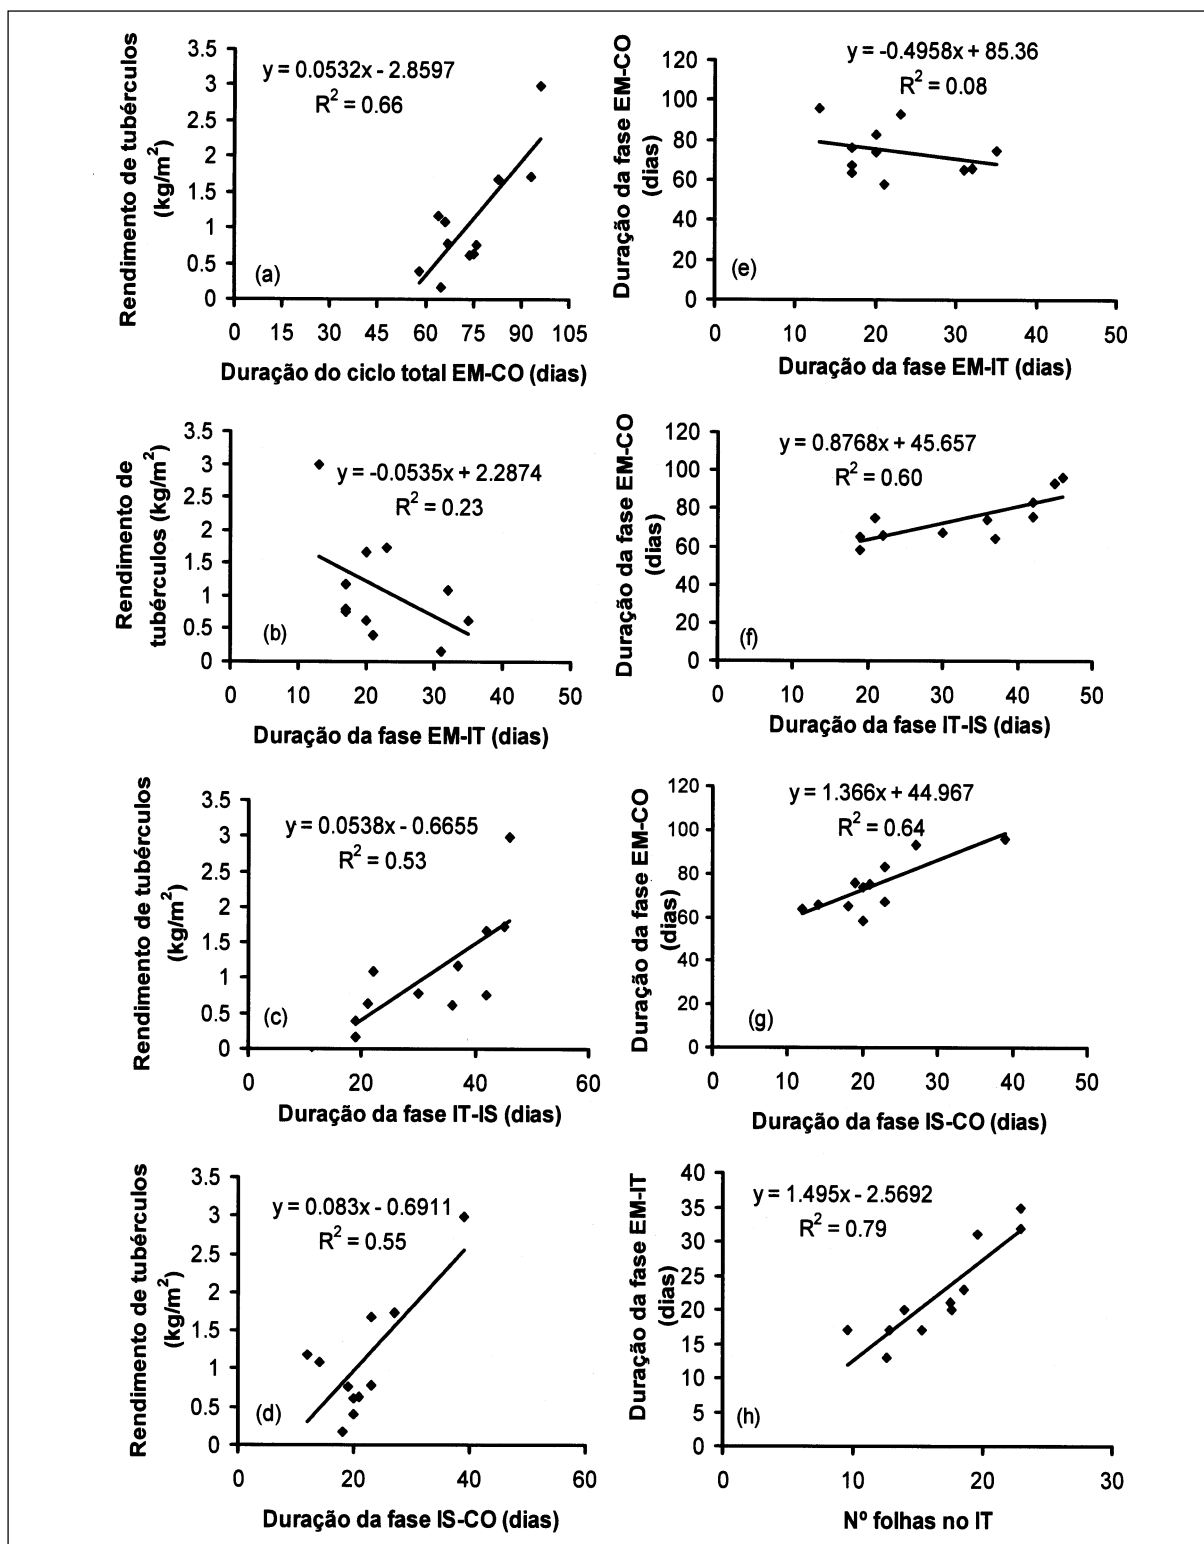 Rendimento de tubérculos
(kg/m²)
3.5
3
2.5
2
1.5
1
0.5
0
y = 0.0532x - 2.8597
R² = 0.66
(a)
0 15 30 45 60 75 90 105
Duração do ciclo total EM-CO (dias)
Duração da fase EM-CO
(dias)
120
100
80
60
40
20
0
y = -0.4958x + 85.36
R² = 0.08
(e)
0 10 20 30 40 50
Duração da fase EM-IT (dias)
Rendimento de
tubérculos (kg/m²)
3.5
3
2.5
2
1.5
1
0.5
0
y = -0.0535x + 2.2874
R² = 0.23
(b)
0 10 20 30 40 50
Duração da fase EM-IT (dias)
Duração da fase EM-CO
(dias)
120
100
80
60
40
20
0
y = 0.8768x + 45.657
R² = 0.60
(f)
0 10 20 30 40 50
Duração da fase IT-IS (dias)
Rendimento de tubérculos
(kg/m²)
3.5
3
2.5
2
1.5
1
0.5
0
y = 0.0538x - 0.6655
R² = 0.53
(c)
0 20 40 60
Duração da fase IT-IS (dias)
Duração da fase EM-CO
(dias)
120
100
80
60
40
20
0
y = 1.366x + 44.967
R² = 0.64
(g)
0 10 20 30 40 50
Duração da fase IS-CO (dias)
Rendimento de tubérculos
(kg/m²)
3.5
3
2.5
2
1.5
1
0.5
0
y = 0.083x - 0.6911
R² = 0.55
(d)
0 20 40 60
Duração da fase IS-CO (dias)
Duração da fase EM-IT
(dias)
40
35
30
25
20
15
10
5
0
y = 1.495x - 2.5692
R² = 0.79
(h)
0 10 20 30
Nº folhas no IT